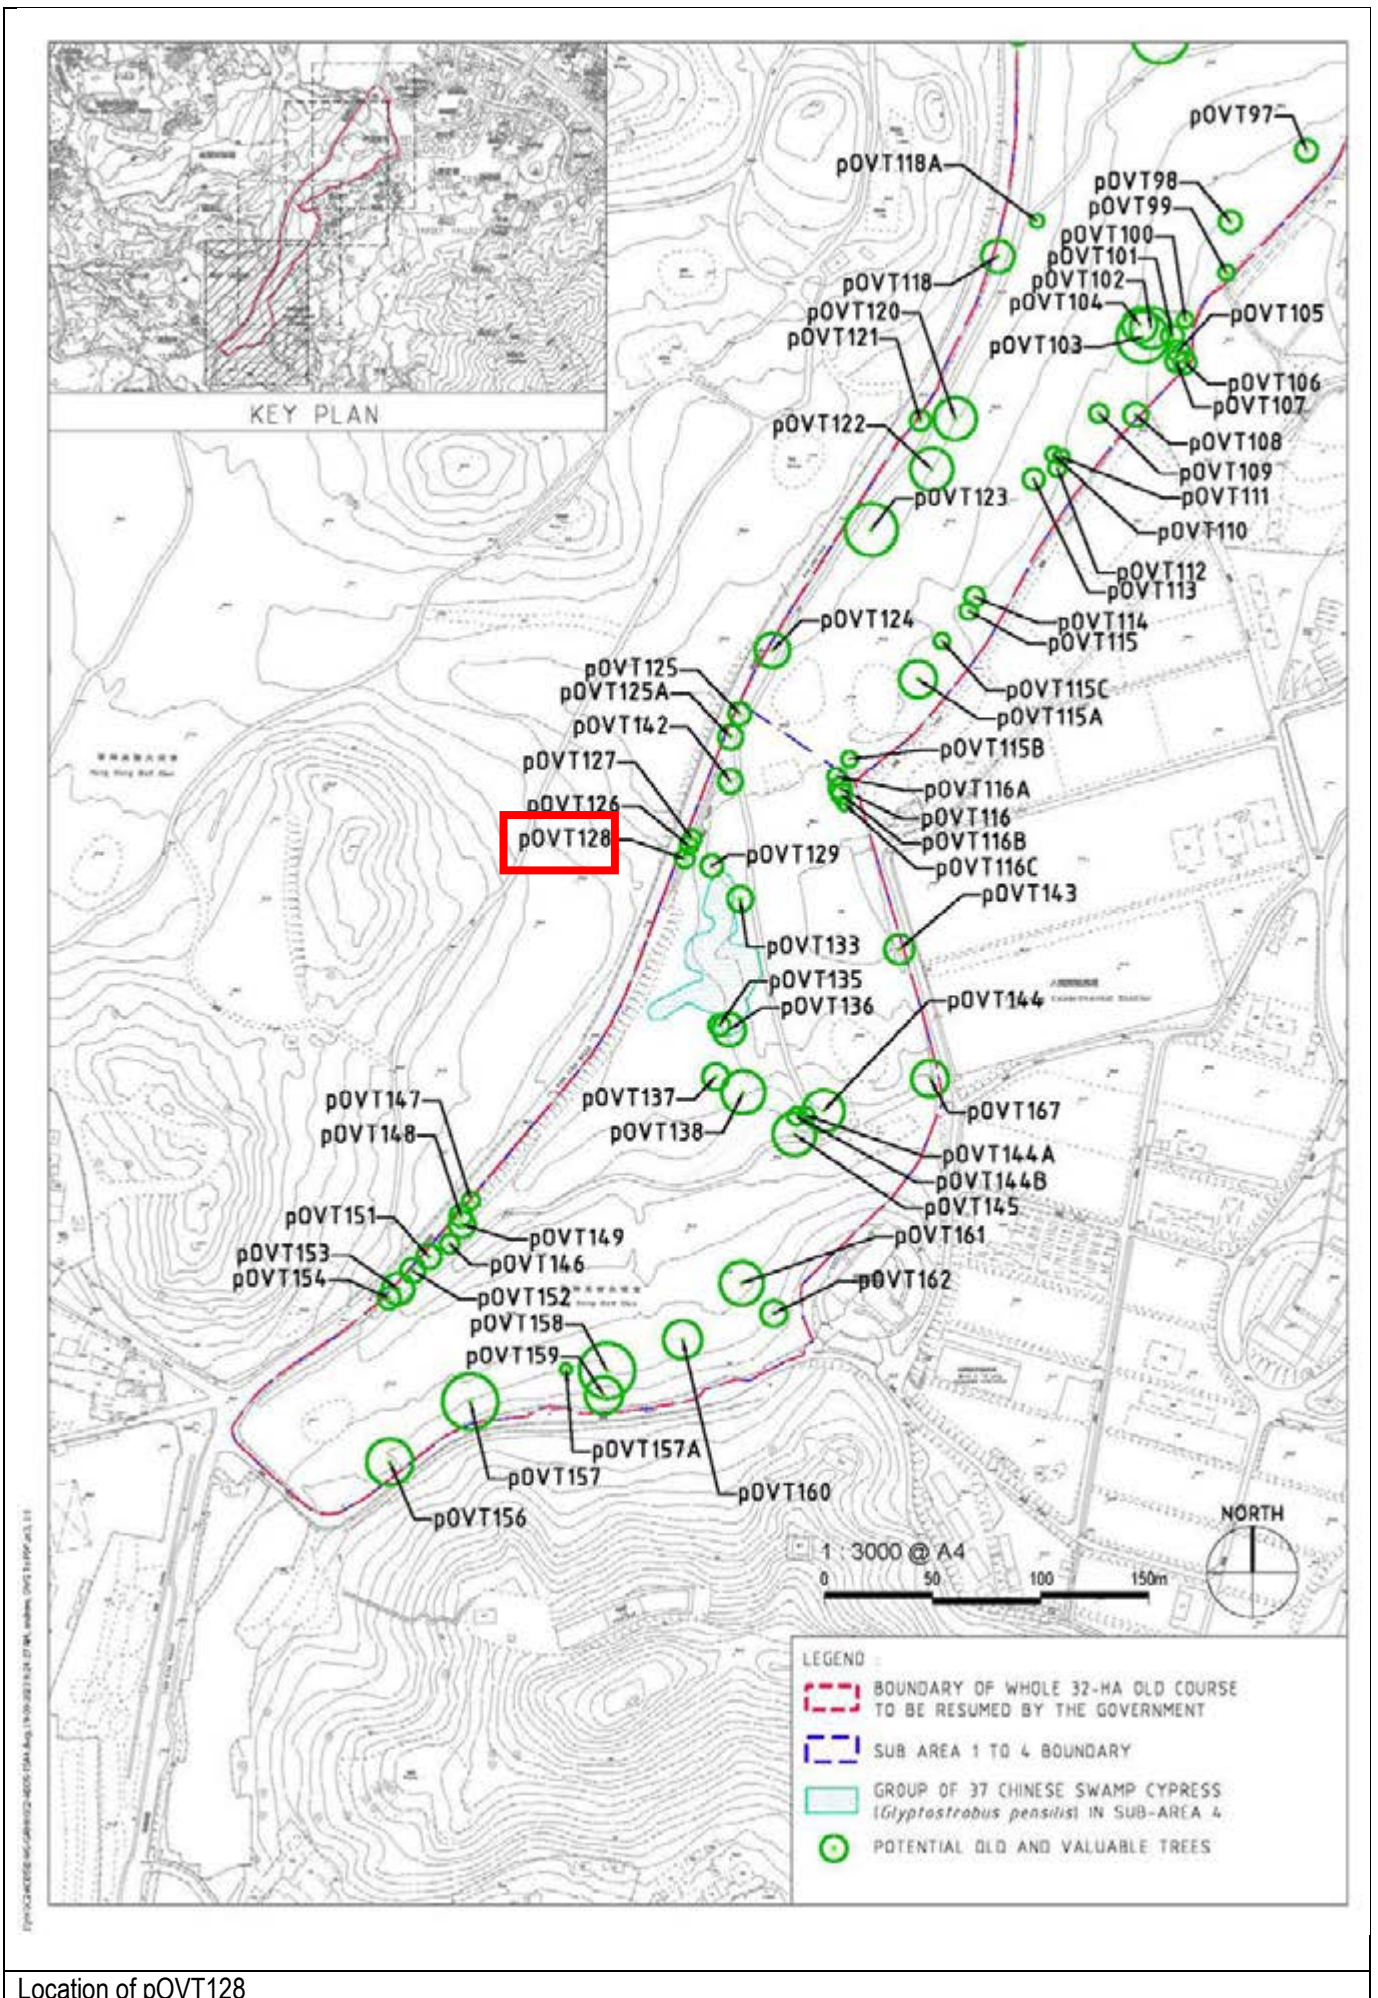 KEY PLAN
pOVT97
pOVT118A
pOVT98
pOVT99
pOVT100
pOVT101
pOVT102
pOVT104
pOVT118
pOVT120
pOVT121
pOVT103
pOVT105
pOVT106
pOVT107
pOVT108
pOVT109
pOVT111
pOVT110
pOVT112
pOVT113
pOVT122
pOVT123
pOVT114
pOVT115
pOVT124
pOVT125
pOVT125A
pOVT115C
pOVT115A
pOVT142
pOVT127
pOVT115B
pOVT126
pOVT116A
pOVT116
pOVT128
pOVT116B
pOVT129
pOVT116C
pOVT143
pOVT133
pOVT135
pOVT136
pOVT144
pOVT137
pOVT138
pOVT147
pOVT148
pOVT167
pOVT144A
pOVT144B
pOVT145
pOVT151
pOVT149
pOVT161
pOVT153
pOVT146
pOVT154
pOVT162
pOVT152
pOVT158
pOVT159
pOVT157A
pOVT157
pOVT160
pOVT156
NORTH
1 : 3000 @ A4
0 50 100 150m
LEGEND :
BOUNDARY OF WHOLE 32-HA OLD COURSE
TO BE RESUMED BY THE GOVERNMENT
SUB AREA 1 TO 4 BOUNDARY
GROUP OF 37 CHINESE SWAMP CYPRESS
(Glyptostrobus pensilis) IN SUB-AREA 4
POTENTIAL OLD AND VALUABLE TREES
Location of pOVT128